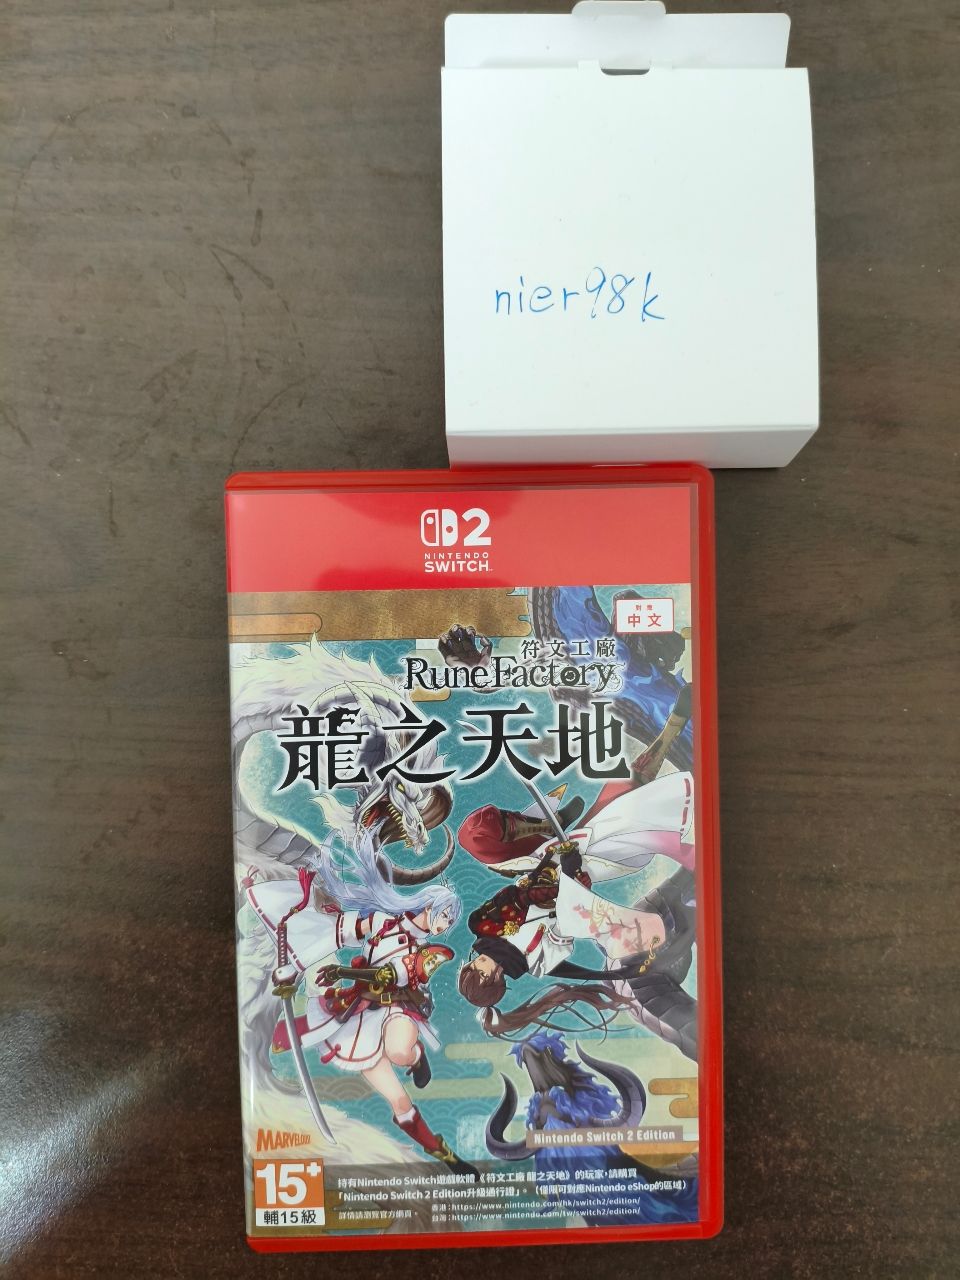 nier98k
2
NINTENDO
SWITCH
對應
中文
符文工廠
Rune Factory
龍之天地
Nintendo Switch 2 Edition
MARVELOUS
15+
輔15級
持有Nintendo Switch遊戲軟體《符文工廠 龍之天地》的玩家,請購買
「Nintendo Switch 2 Edition升級通行證」。(僅限可對應Nintendo eShop的區域)
詳情請瀏覽官方網頁。
香港:https://www.nintendo.com/hk/switch2/edition/
台灣:https://www.nintendo.com/tw/switch2/edition/